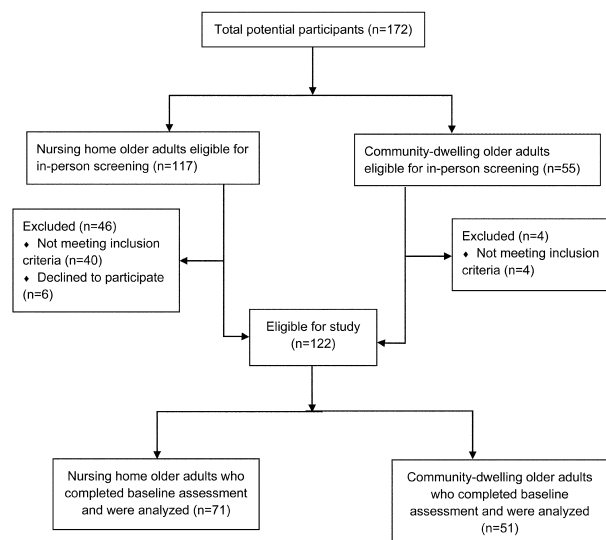 Total potential participants (n=172)
Nursing home older adults eligible for
in-person screening (n=117)
Community-dwelling older adults
eligible for in-person screening (n=55)
Excluded (n=46)
♦ Not meeting inclusion
criteria (n=40)
♦ Declined to participate
(n=6)
Excluded (n=4)
♦ Not meeting inclusion
criteria (n=4)
Eligible for study
(n=122)
Nursing home older adults who
completed baseline assessment
and were analyzed (n=71)
Community-dwelling older adults
who completed baseline
assessment and were analyzed
(n=51)